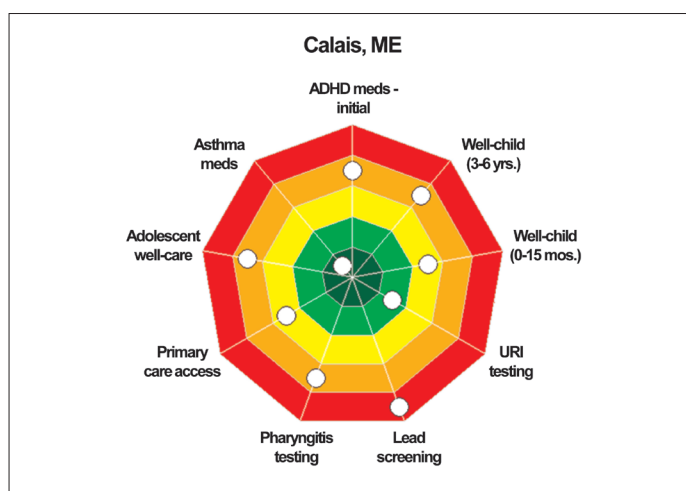 Calais, ME
ADHD meds -
initial
Asthma
meds
Well-child
(3-6 yrs.)
Adolescent
well-care
Well-child
(0-15 mos.)
Primary
care access
URI
testing
Pharyngitis
testing
Lead
screening